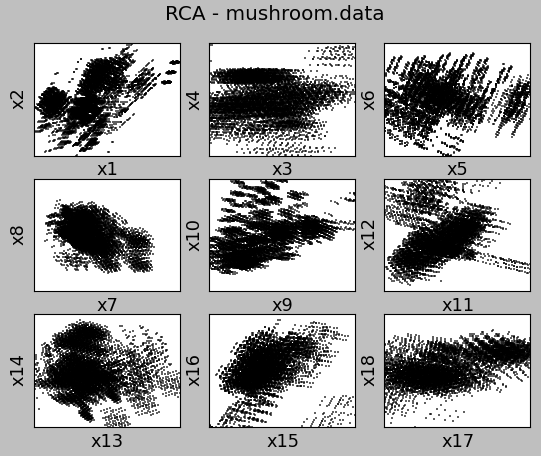 RCA - mushroom.data
x2
x1
x4
x3
x6
x5
x8
x7
x10
x9
x12
x11
x14
x13
x16
x15
x18
x17